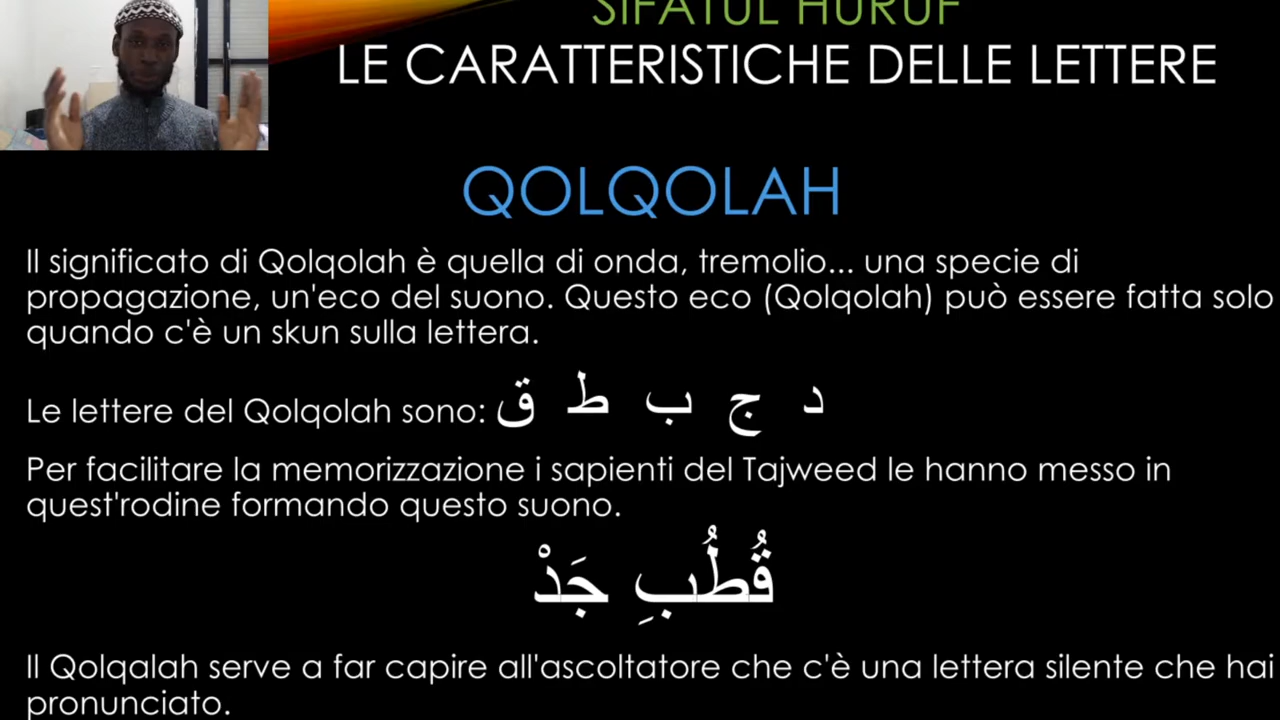 SIFATUL HURUF
LE CARATTERISTICHE DELLE LETTERE
QOLQOLAH
Il significato di Qolqolah è quella di onda, tremolio... una specie di
propagazione, un'eco del suono. Questo eco (Qolqolah) può essere fatta solo
quando c'è un skun sulla lettera.
Le lettere del Qolqolah sono: ق ط ب ج د
Per facilitare la memorizzazione i sapienti del Tajweed le hanno messo in
quest'rodine formando questo suono.
قُطُبِ جَدْ
Il Qolqalah serve a far capire all'ascoltatore che c'è una lettera silente che hai
pronunciato.